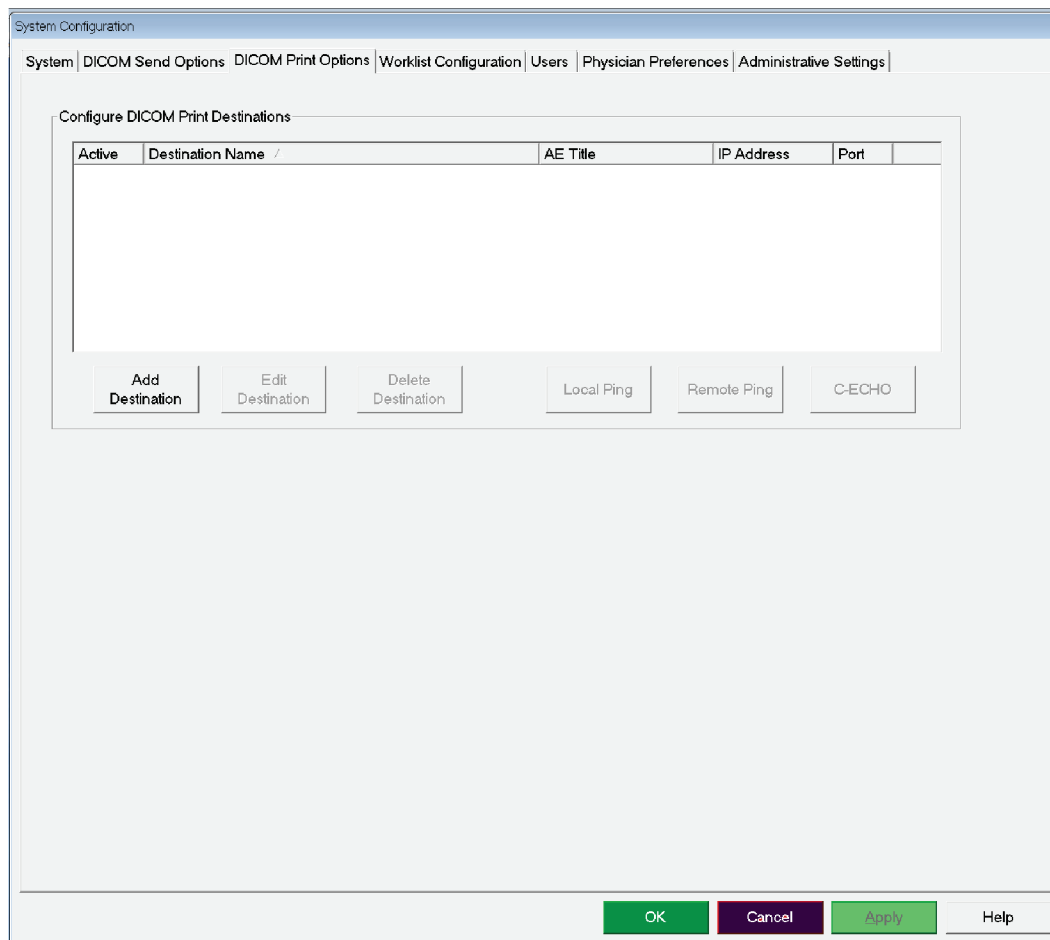 System Configuration
System DICOM Send Options DICOM Print Options Worklist Configuration Users Physician Preferences Administrative Settings
Configure DICOM Print Destinations
Active Destination Name AE Title IP Address Port
Add Destination Edit Destination Delete Destination Local Ping Remote Ping C-ECHO
OK Cancel Apply Help